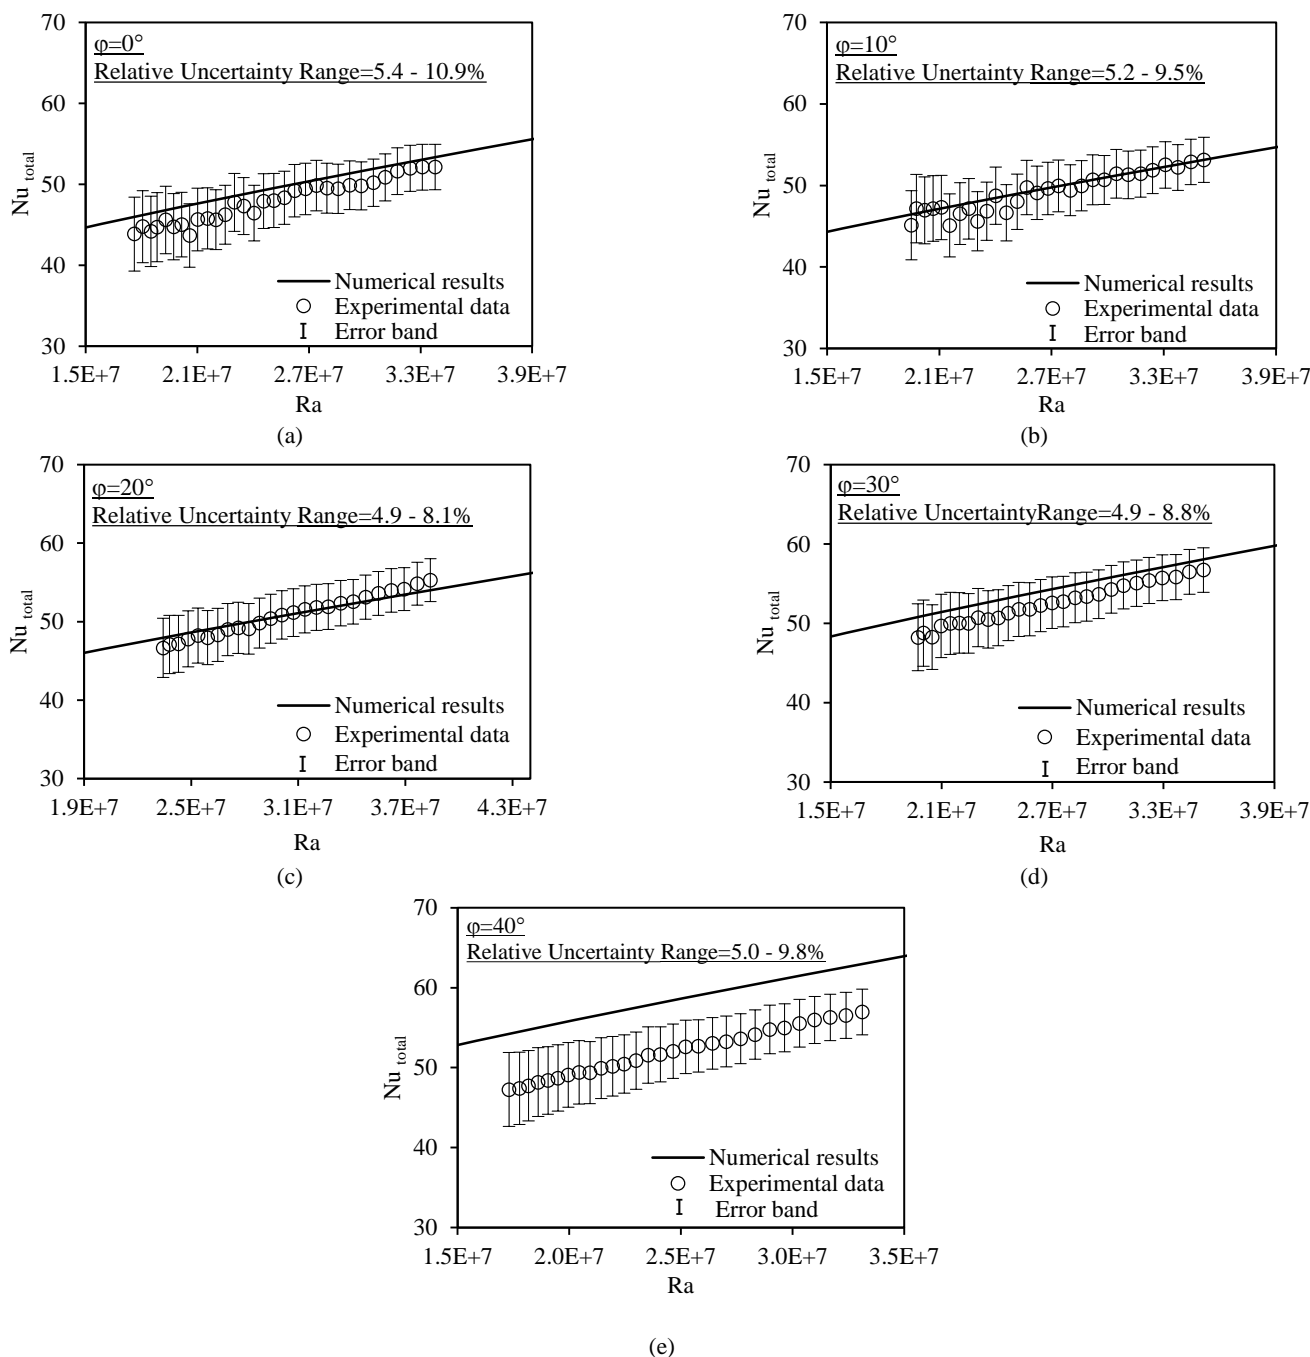 70
φ=0°
Relative Uncertainty Range=5.4 - 10.9%
60
50
40
30
Nu total
Numerical results
Experimental data
Error band
1.5E+7 2.1E+7 2.7E+7 3.3E+7 3.9E+7
Ra
(a)
70
φ=10°
Relative Unertainty Range=5.2 - 9.5%
60
50
40
30
Nu total
Numerical results
Experimental data
Error band
1.5E+7 2.1E+7 2.7E+7 3.3E+7 3.9E+7
Ra
(b)
70
φ=20°
Relative Uncertainty Range=4.9 - 8.1%
60
50
40
30
Nu total
Numerical results
Experimental data
Error band
1.9E+7 2.5E+7 3.1E+7 3.7E+7 4.3E+7
Ra
(c)
70
φ=30°
Relative UncertaintyRange=4.9 - 8.8%
60
50
40
30
Nu total
Numerical results
Experimental data
Error band
1.5E+7 2.1E+7 2.7E+7 3.3E+7 3.9E+7
Ra
(d)
70
φ=40°
Relative Uncertainty Range=5.0 - 9.8%
60
50
40
30
Nu total
Numerical results
Experimental data
Error band
1.5E+7 2.0E+7 2.5E+7 3.0E+7 3.5E+7
Ra
(e)